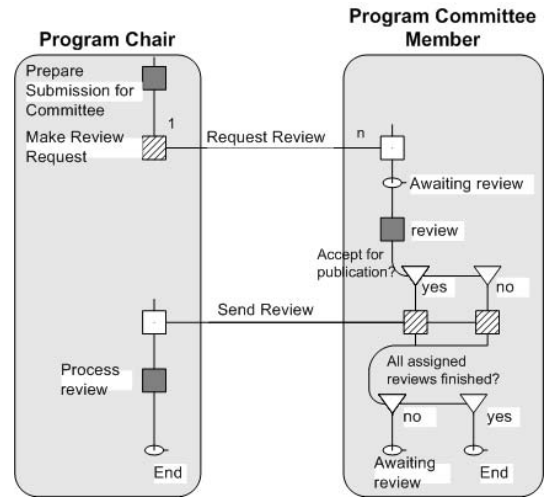 Program Chair
Program Committee
Member
Prepare
Submission for
Committee
1
Make Review
Request
Request Review
n
Awaiting review
review
Accept for
publication?
yes
no
Send Review
Process
review
All assigned
reviews finished?
no
yes
End
Awaiting
review
End